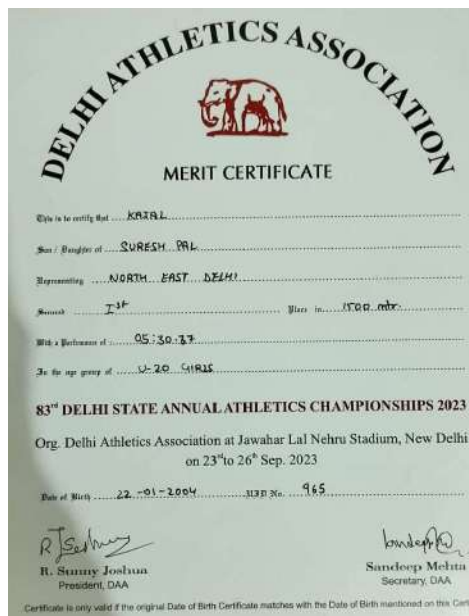 DELHI ATHLETICS ASSOCIATION
MERIT CERTIFICATE
This is to certify that KAJAL
Son / Daughter of SURESH PAL
Representing NORTH EAST DELHI
Secured Ist Place in 1500 mtr.
With a Performance of 05:30.37
In the age group of U-20 GIRLS
83rd DELHI STATE ANNUAL ATHLETICS CHAMPIONSHIPS 2023
Org. Delhi Athletics Association at Jawahar Lal Nehru Stadium, New Delhi
on 23rd to 26th Sep. 2023
Date of Birth 22-01-2004 No. 965
R. Sunny Joshua Sandeep Mehta
President, DAA Secretary, DAA
Certificate is only valid if the original Date of Birth Certificate matches with the Date of Birth mentioned on this Cer